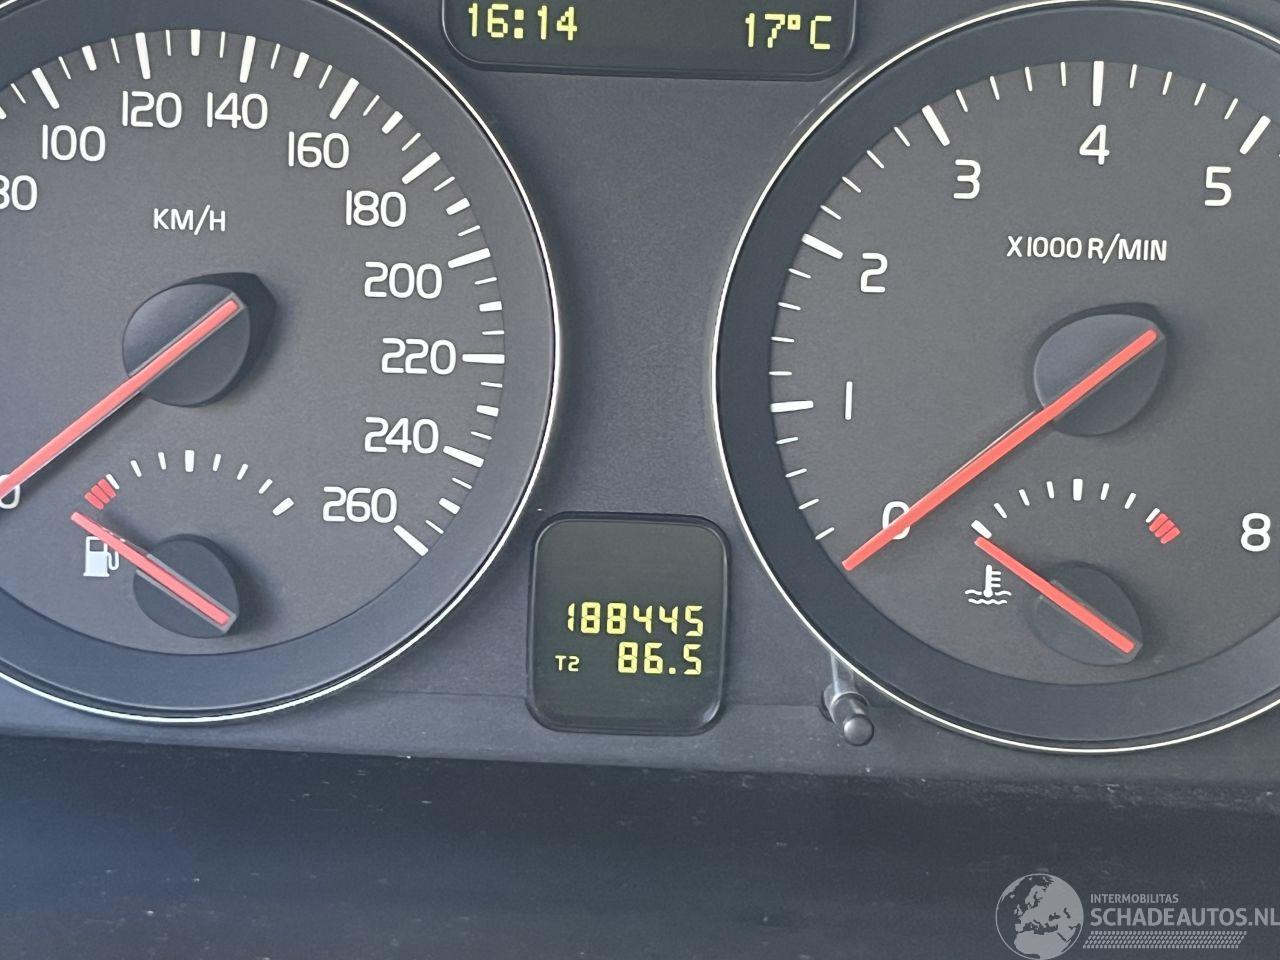 16:14 17°C
80 100 120 140 160 180 200 220 240 260
KM/H
0
1 2 3 4 5
X1000 R/MIN
0 8
188445
T2 86.5
INTERMOBILITAS
SCHADEAUTOS.NL